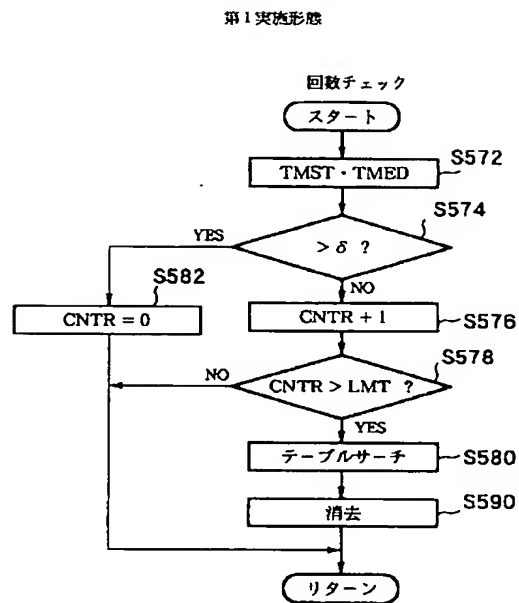 第1実施形態
回数チェック
スタート
S572
TMST・TMED
S574
YES
> δ ?
S582
NO
CNTR = 0
CNTR + 1
S576
S578
NO
CNTR > LMT ?
YES
テーブルサーチ
S580
S590
消去
リターン